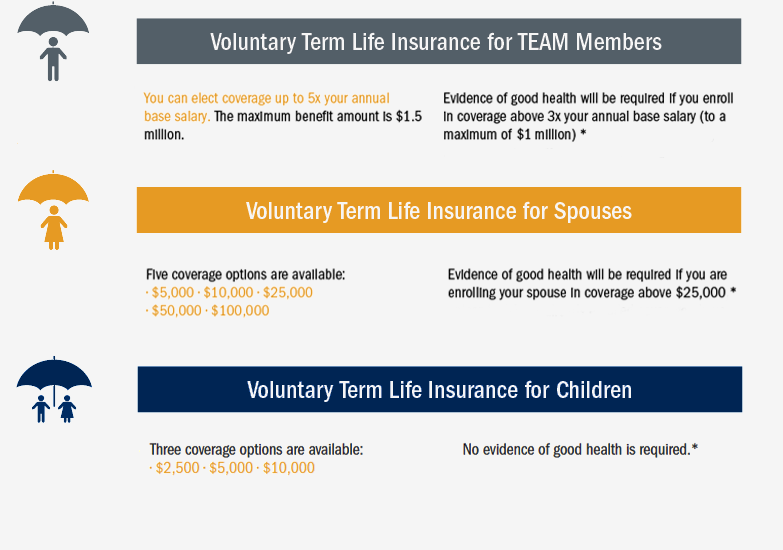 Voluntary Term Life Insurance for TEAM Members
You can elect coverage up to 5x your annual
base salary. The maximum benefit amount is $1.5
million.
Evidence of good health will be required if you enroll
in coverage above 3x your annual base salary (to a
maximum of $1 million) *
Voluntary Term Life Insurance for Spouses
Five coverage options are available:
· $5,000 · $10,000 · $25,000
· $50,000 · $100,000
Evidence of good health will be required if you are
enrolling your spouse in coverage above $25,000 *
Voluntary Term Life Insurance for Children
Three coverage options are available:
· $2,500 · $5,000 · $10,000
No evidence of good health is required.*